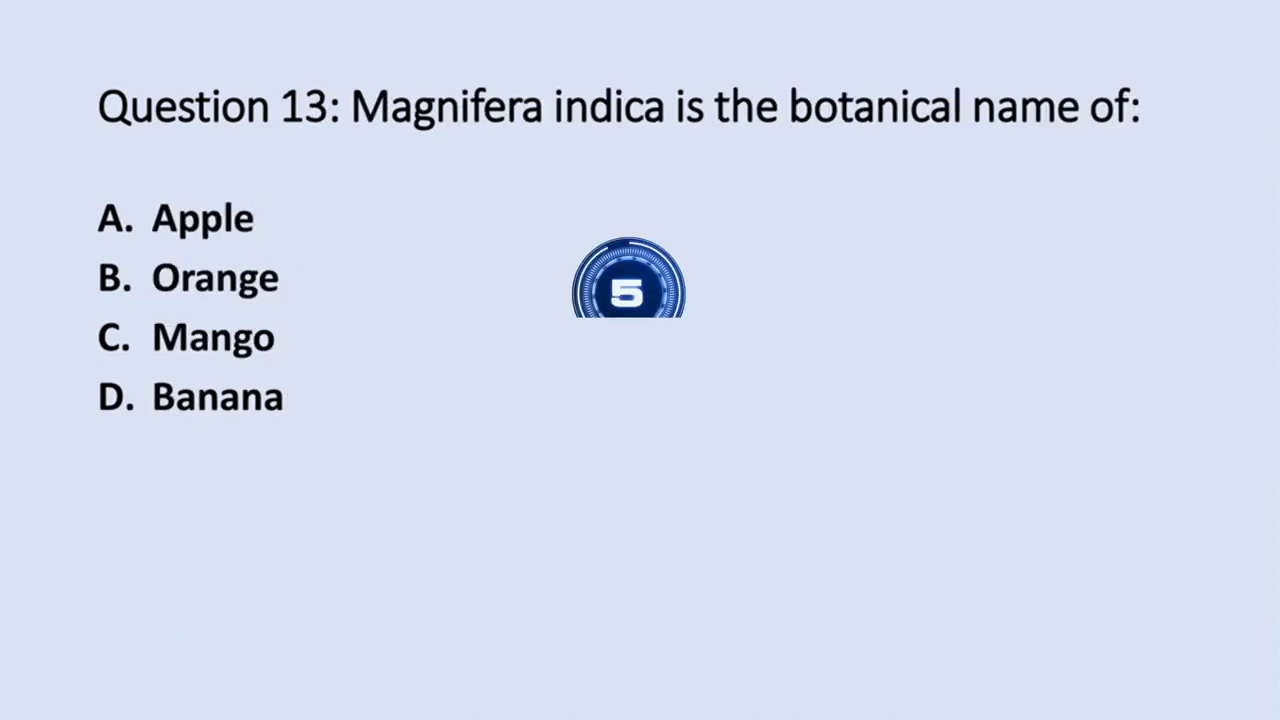 Question 13: Magnifera indica is the botanical name of:
A. Apple
5
B. Orange
C. Mango
D. Banana